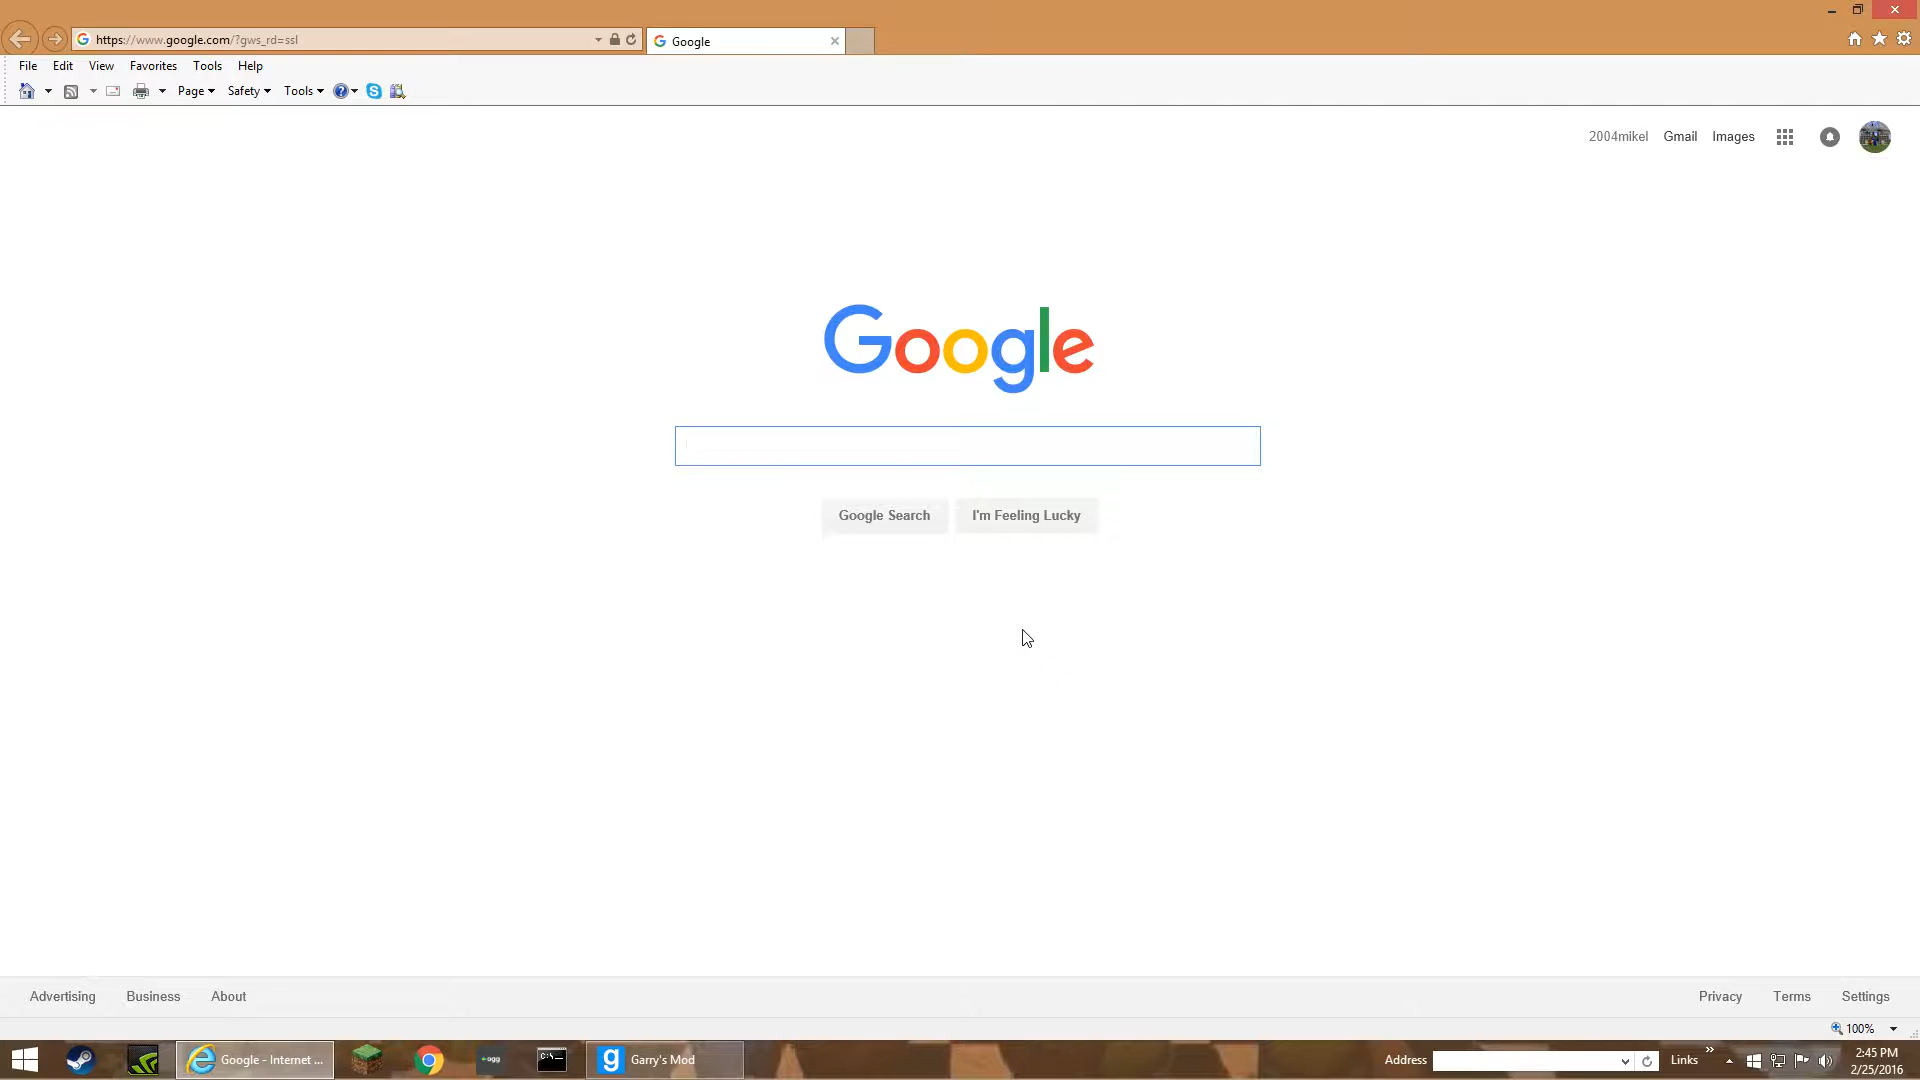 https://www.google.com/?gws_rd=ssl
Google
File Edit View Favorites Tools Help
Page Safety Tools
2004mikel Gmail Images
Google
Google Search I'm Feeling Lucky
Advertising Business About Privacy Terms Settings
100%
Google - Internet ... .ogg C:\_ Garry's Mod Address Links 2:45 PM
2/25/2016